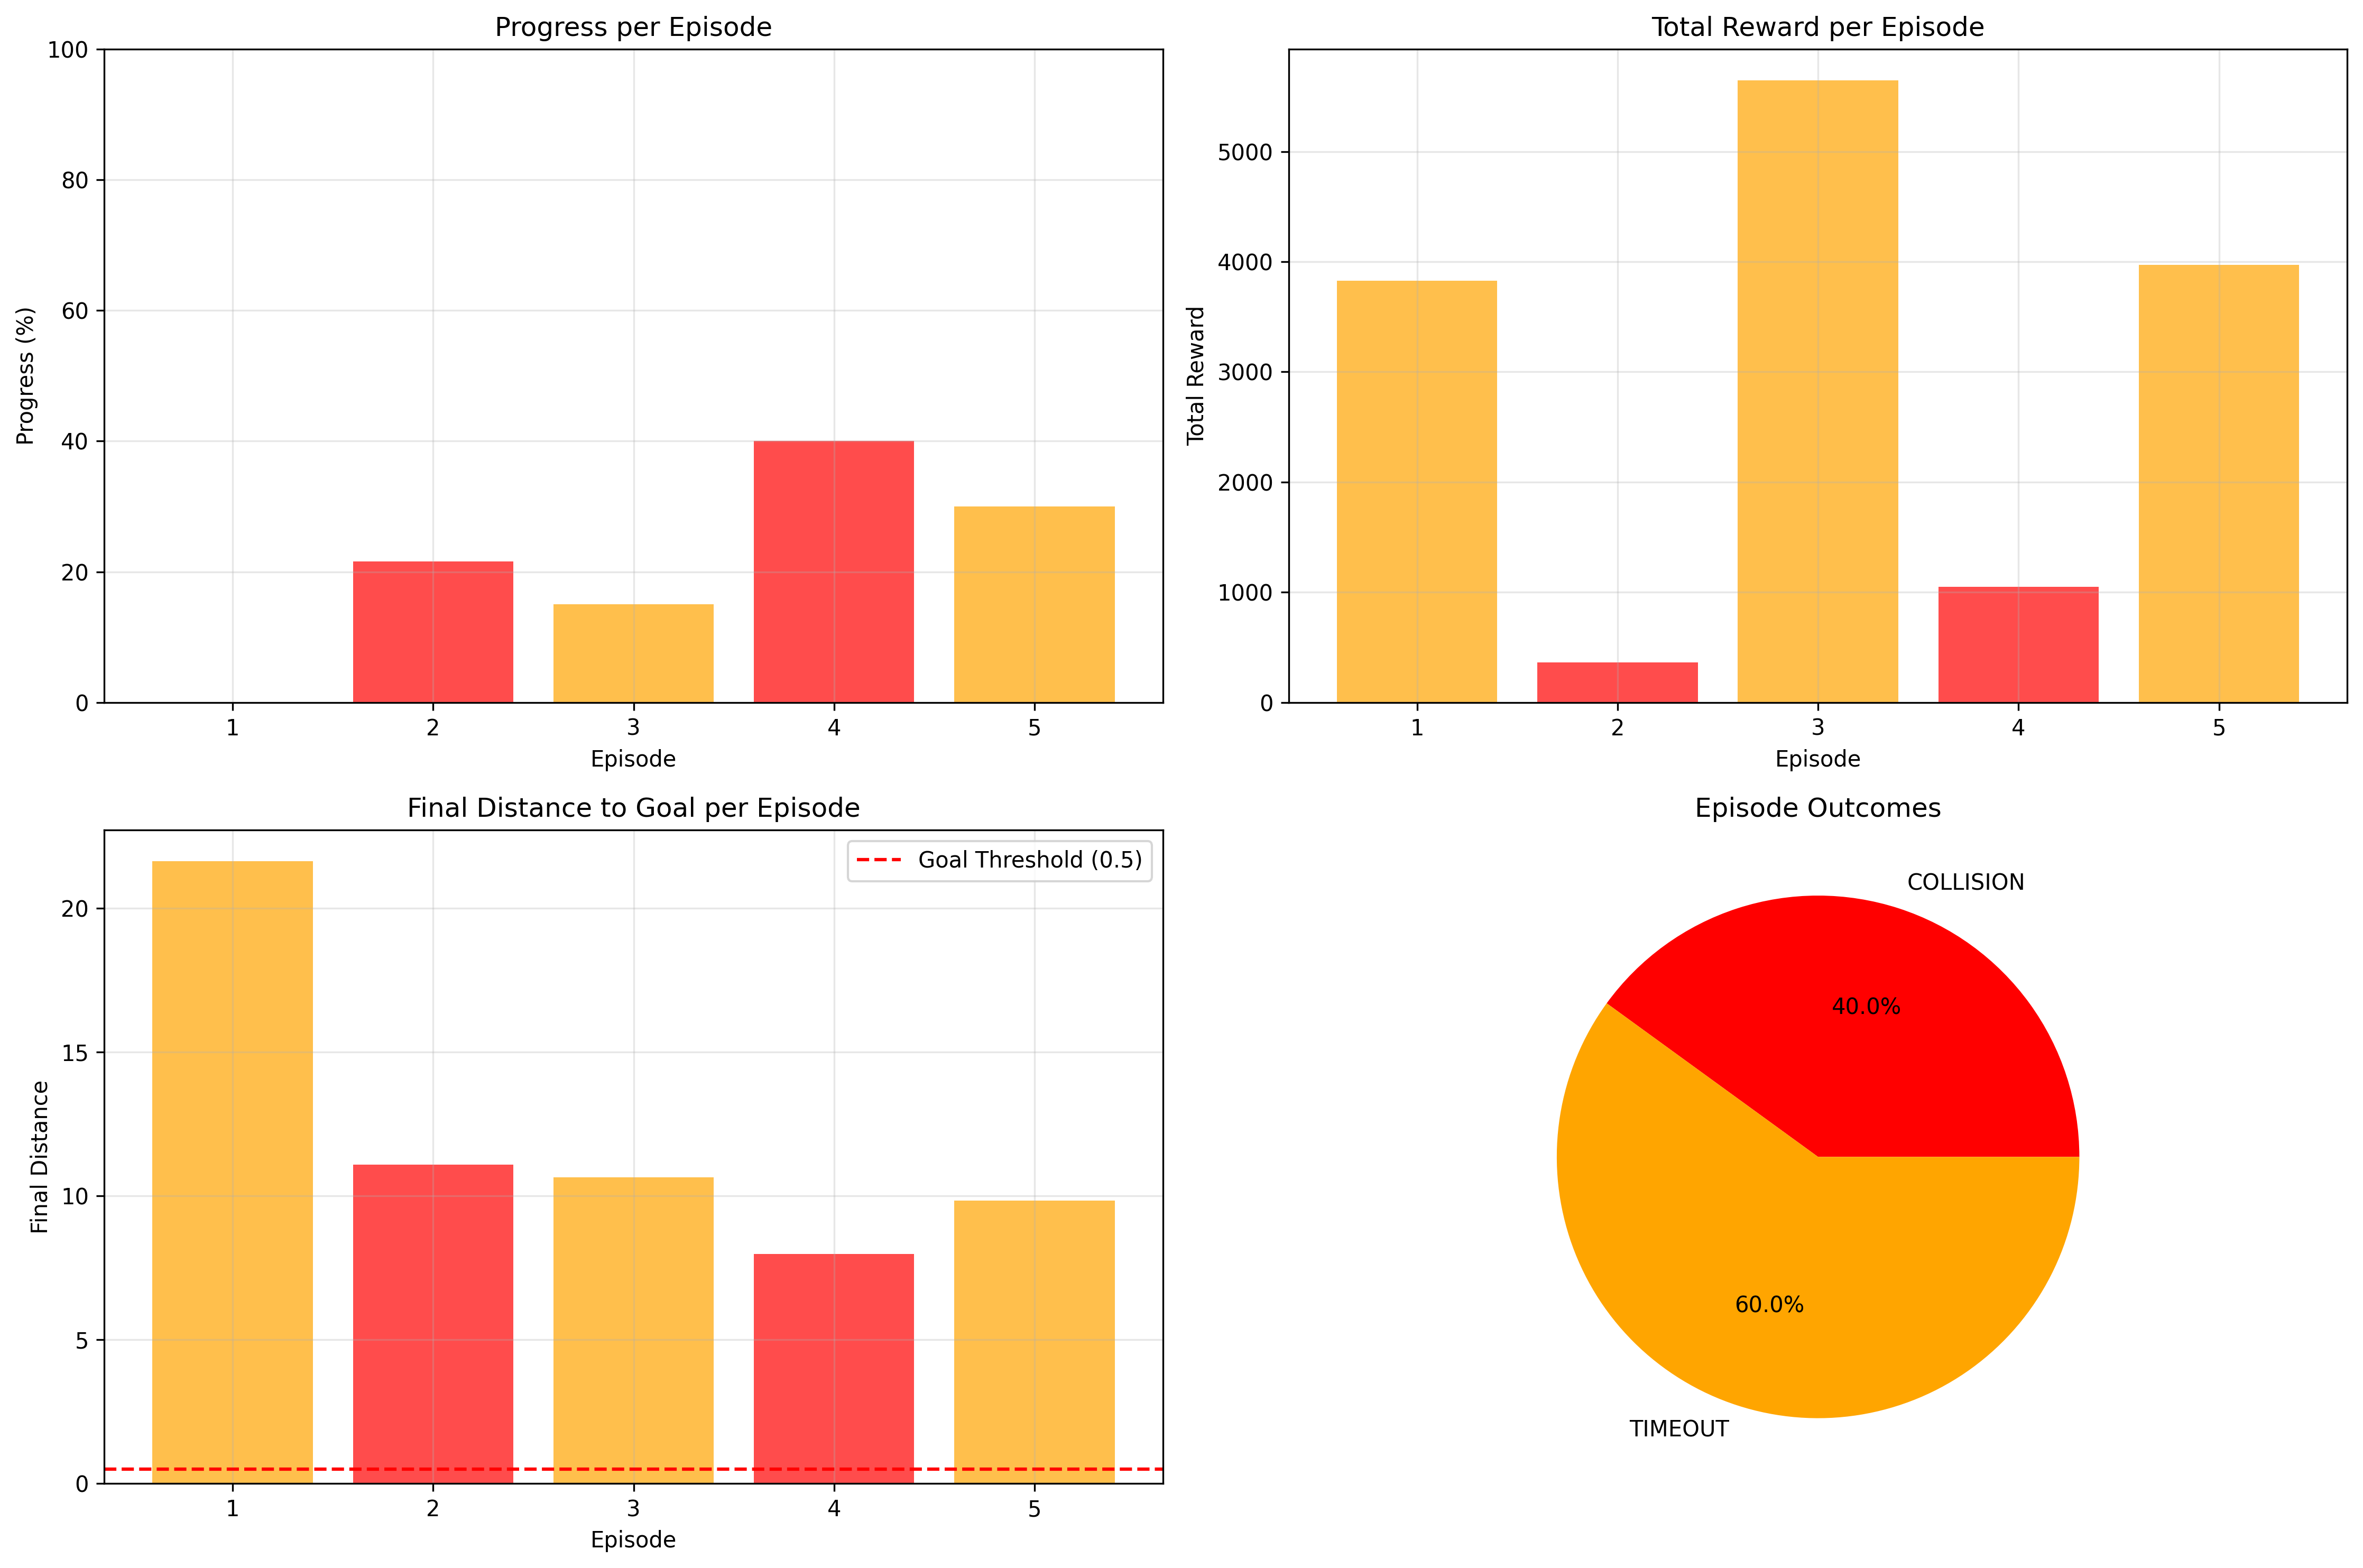 Progress per Episode
100
80
60
40
20
0
Progress (%)
1 2 3 4 5
Episode
Total Reward per Episode
5000
4000
3000
2000
1000
0
Total Reward
1 2 3 4 5
Episode
Final Distance to Goal per Episode
Goal Threshold (0.5)
20
15
10
5
0
Final Distance
1 2 3 4 5
Episode
Episode Outcomes
COLLISION
40.0%
60.0%
TIMEOUT